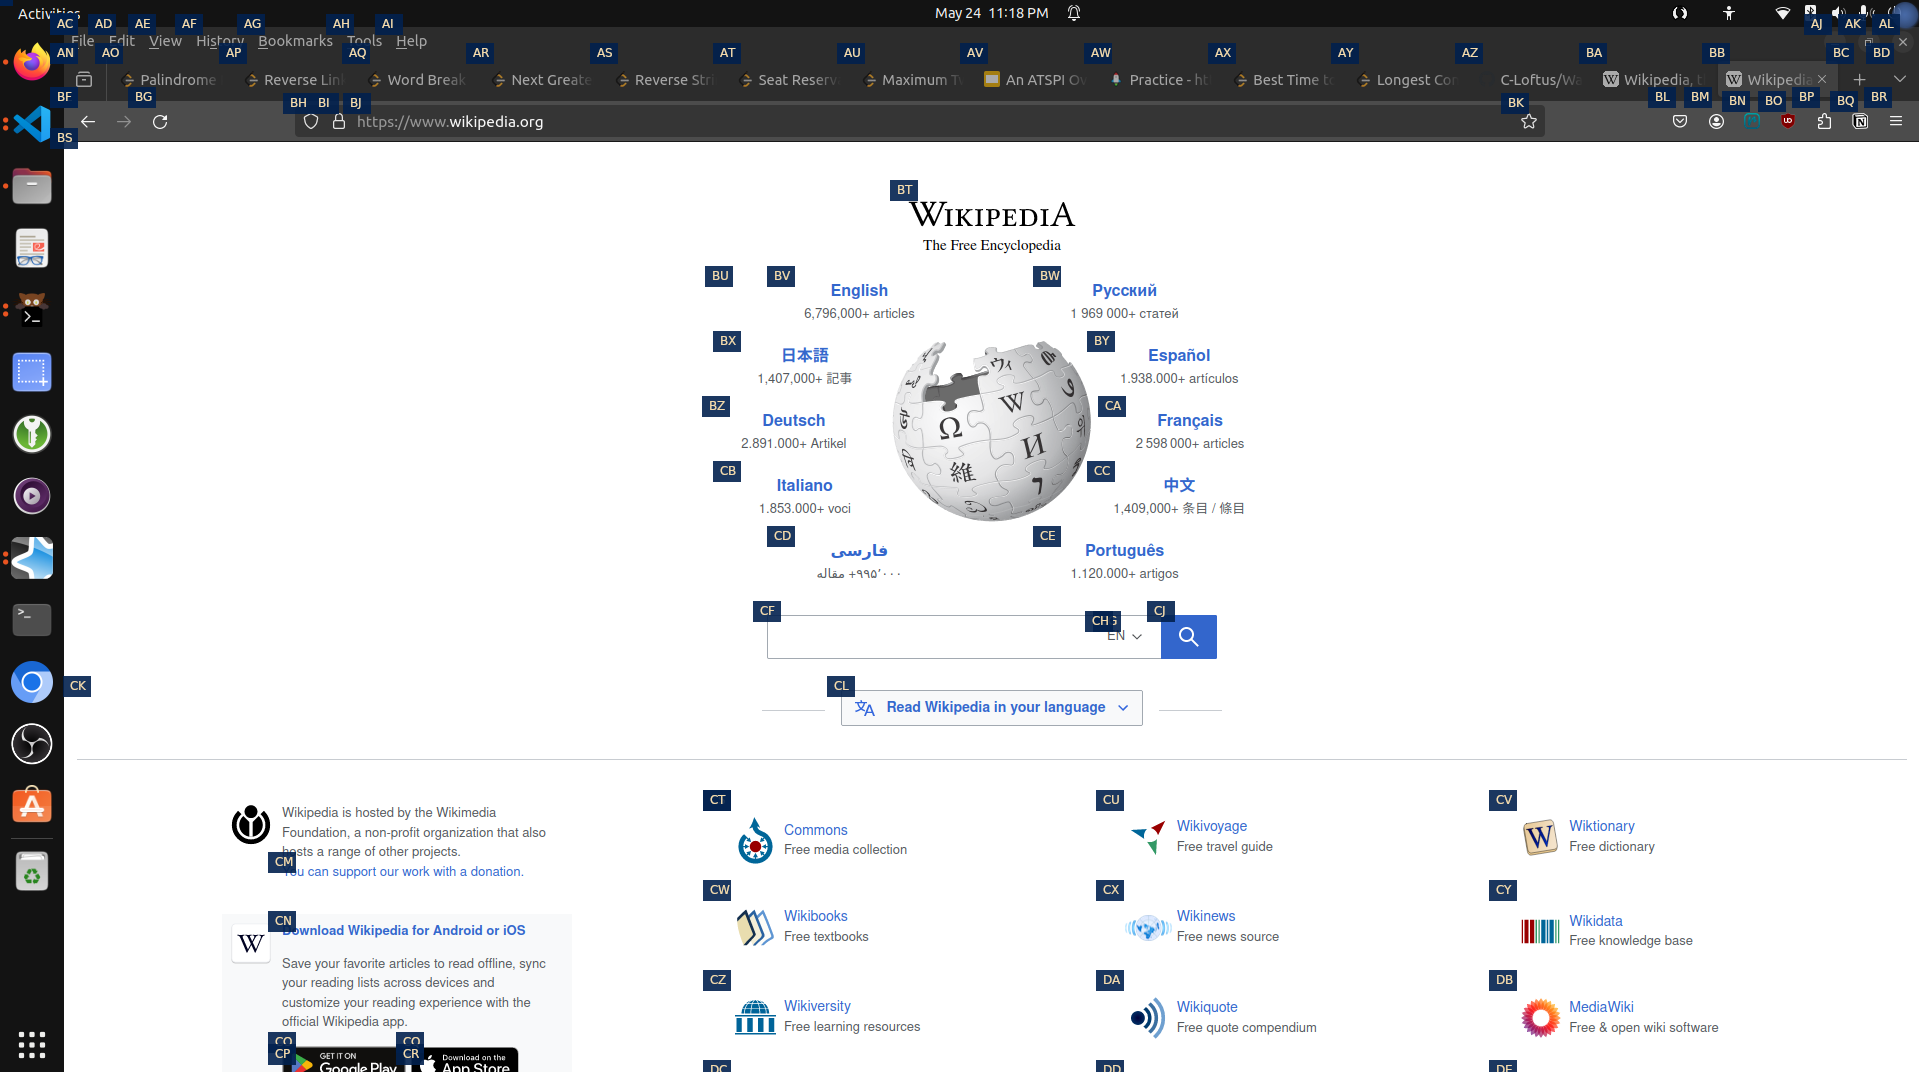 Activities
May 24 11:18 PM
AC AD AE AF AG AH AI AJ AK AL
File Edit View History Bookmarks Tools Help
AN AO AP AQ AR AS AT AU AV AW AX AY AZ BA BB BC BD
Palindrome Reverse Lin Word Break Next Greate Reverse Stri Seat Reserv Maximum Tw An ATSPI Ov Practice - ht Best Time to Longest Co C-Loftus/Wa Wikipedia, t Wikipedia
BF BG BH BI BJ BK BL BM BN BO BP BQ BR
https://www.wikipedia.org
BS
BT
WIKIPEDIA
The Free Encyclopedia
BU BV BW
English Русский
6,796,000+ articles 1 969 000+ статей
BX BY
日本語 Español
1,407,000+ 記事 1.938.000+ artículos
BZ CA
Deutsch Français
2.891.000+ Artikel 2 598 000+ articles
CB CC
Italiano 中文
1.853.000+ voci 1,409,000+ 条目 / 條目
CD CE
فارسی Português
۹۹۵٬۰۰۰+ مقاله 1.120.000+ artigos
CF CH CJ
EN
CK CL
Read Wikipedia in your language
CT CU CV
Wikipedia is hosted by the Wikimedia
Foundation, a non-profit organization that also
hosts a range of other projects.
CM
You can support our work with a donation.
Commons
Free media collection
Wikivoyage
Free travel guide
Wiktionary
Free dictionary
CW CX CY
Wikibooks
Free textbooks
Wikinews
Free news source
Wikidata
Free knowledge base
CN
Download Wikipedia for Android or iOS
Save your favorite articles to read offline, sync
your reading lists across devices and
customize your reading experience with the
official Wikipedia app.
CZ DA DB
Wikiversity
Free learning resources
Wikiquote
Free quote compendium
MediaWiki
Free & open wiki software
CP CR
GET IT ON
Google Play
Download on the
App Store
DC DD